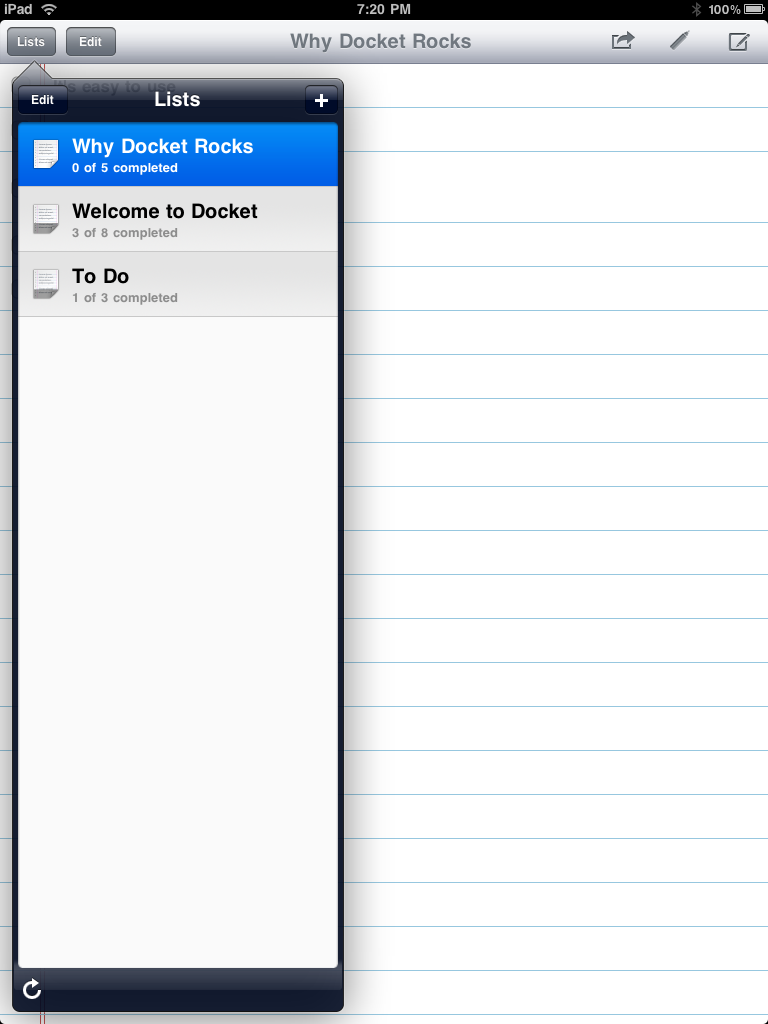 iPad 7:20 PM 100%
Lists Edit Why Docket Rocks
It's easy to use
Edit Lists
Why Docket Rocks
0 of 5 completed
Welcome to Docket
3 of 8 completed
To Do
1 of 3 completed